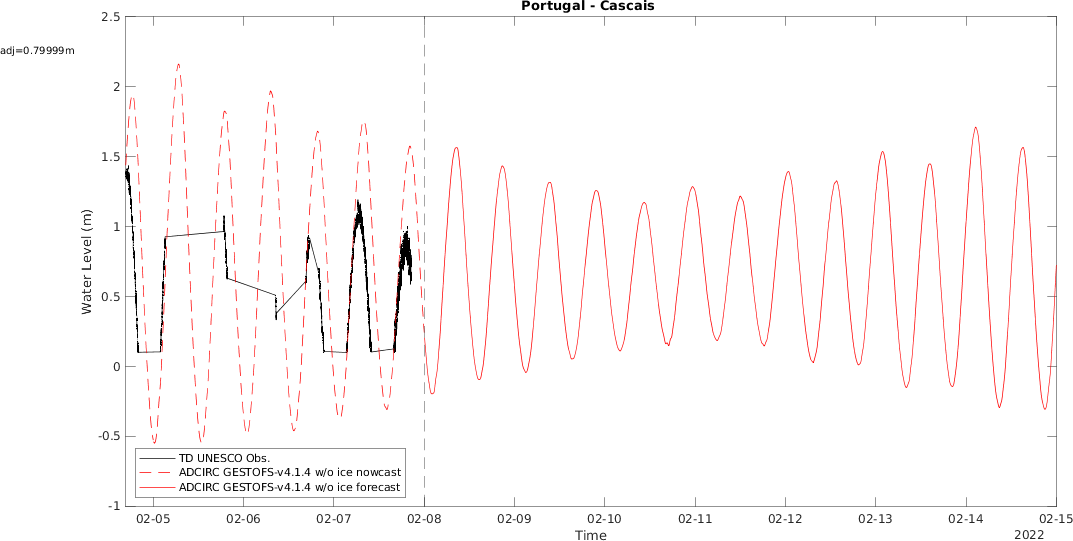 Portugal - Cascais
adj=0.79999m
2.5
2
1.5
1
0.5
0
-0.5
-1
Water Level (m)
TD UNESCO Obs.
ADCIRC GESTOFS-v4.1.4 w/o ice nowcast
ADCIRC GESTOFS-v4.1.4 w/o ice forecast
02-05 02-06 02-07 02-08 02-09 02-10 02-11 02-12 02-13 02-14 02-15
Time
2022